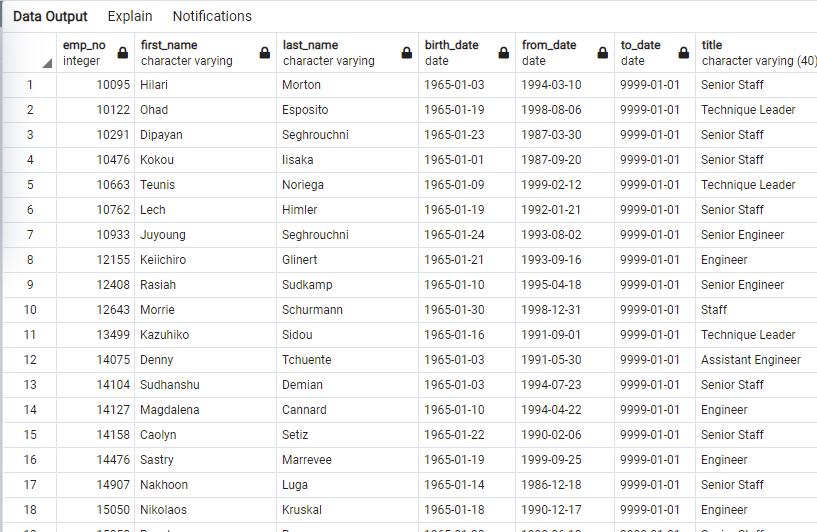 Data Output Explain Notifications
emp_no first_name last_name birth_date from_date to_date title
integer character varying character varying date date date character varying (40)
1 10095 Hilari Morton 1965-01-03 1994-03-10 9999-01-01 Senior Staff
2 10122 Ohad Esposito 1965-01-19 1998-08-06 9999-01-01 Technique Leader
3 10291 Dipayan Seghrouchni 1965-01-23 1987-03-30 9999-01-01 Senior Staff
4 10476 Kokou Iisaka 1965-01-01 1987-09-20 9999-01-01 Senior Staff
5 10663 Teunis Noriega 1965-01-09 1999-02-12 9999-01-01 Technique Leader
6 10762 Lech Himler 1965-01-19 1992-01-21 9999-01-01 Senior Staff
7 10933 Juyoung Seghrouchni 1965-01-24 1993-08-02 9999-01-01 Senior Engineer
8 12155 Keiichiro Glinert 1965-01-21 1993-09-16 9999-01-01 Engineer
9 12408 Rasiah Sudkamp 1965-01-10 1995-04-18 9999-01-01 Senior Engineer
10 12643 Morrie Schurmann 1965-01-30 1998-12-31 9999-01-01 Staff
11 13499 Kazuhiko Sidou 1965-01-16 1991-09-01 9999-01-01 Technique Leader
12 14075 Denny Tchuente 1965-01-03 1991-05-30 9999-01-01 Assistant Engineer
13 14104 Sudhanshu Demian 1965-01-03 1994-07-23 9999-01-01 Senior Staff
14 14127 Magdalena Cannard 1965-01-10 1994-04-22 9999-01-01 Engineer
15 14158 Caolyn Setiz 1965-01-22 1990-02-06 9999-01-01 Senior Staff
16 14476 Sastry Marrevee 1965-01-19 1999-09-25 9999-01-01 Engineer
17 14907 Nakhoon Luga 1965-01-14 1986-12-18 9999-01-01 Senior Staff
18 15050 Nikolaos Kruskal 1965-01-18 1990-12-17 9999-01-01 Engineer